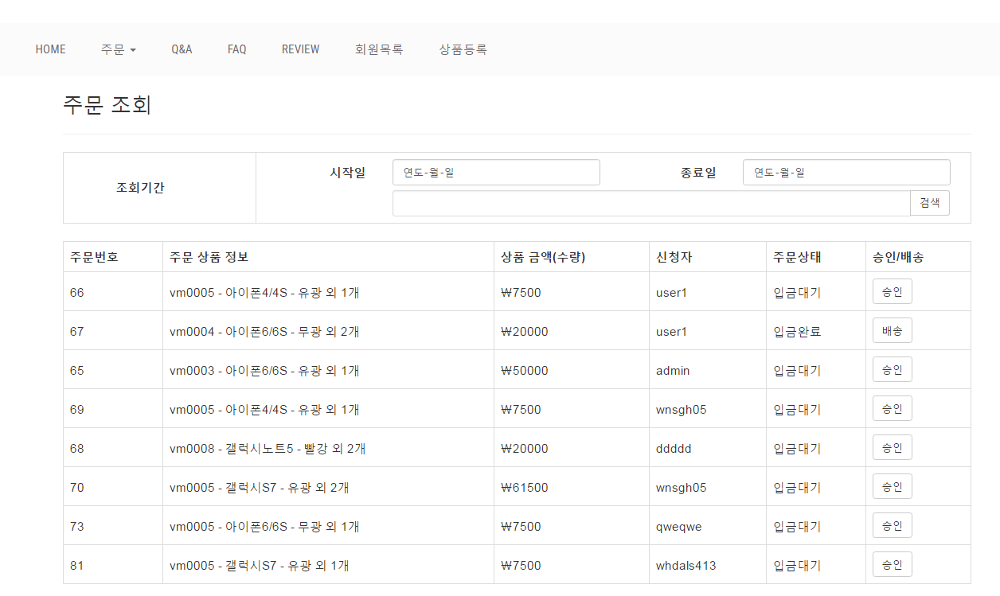 HOME 주문 Q&A FAQ REVIEW 회원목록 상품등록
주문 조회
조회기간 시작일 연도-월-일 종료일 연도-월-일
검색
주문번호 주문 상품 정보 상품 금액(수량) 신청자 주문상태 승인/배송
66 vm0005 - 아이폰4/4S - 유광 외 1개 ₩7500 user1 입금대기 승인
67 vm0004 - 아이폰6/6S - 무광 외 2개 ₩20000 user1 입금완료 배송
65 vm0003 - 아이폰6/6S - 유광 외 1개 ₩50000 admin 입금대기 승인
69 vm0005 - 아이폰4/4S - 유광 외 1개 ₩7500 wnsgh05 입금대기 승인
68 vm0008 - 갤럭시노트5 - 빨강 외 2개 ₩20000 ddddd 입금대기 승인
70 vm0005 - 갤럭시S7 - 유광 외 2개 ₩61500 wnsgh05 입금대기 승인
73 vm0005 - 아이폰6/6S - 무광 외 1개 ₩7500 qweqwe 입금대기 승인
81 vm0005 - 갤럭시S7 - 유광 외 1개 ₩7500 whdals413 입금대기 승인